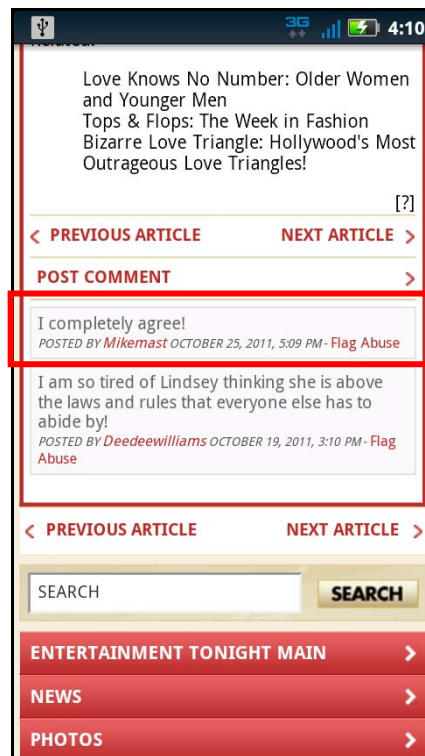 3G
4:10
Related:
Love Knows No Number: Older Women
and Younger Men
Tops & Flops: The Week in Fashion
Bizarre Love Triangle: Hollywood's Most
Outrageous Love Triangles!
[?]
< PREVIOUS ARTICLE NEXT ARTICLE >
POST COMMENT >
I completely agree!
POSTED BY Mikemast OCTOBER 25, 2011, 5:09 PM - Flag Abuse
I am so tired of Lindsey thinking she is above
the laws and rules that everyone else has to
abide by!
POSTED BY Deedeewilliams OCTOBER 19, 2011, 3:10 PM - Flag
Abuse
< PREVIOUS ARTICLE NEXT ARTICLE >
SEARCH SEARCH
ENTERTAINMENT TONIGHT MAIN >
NEWS >
PHOTOS >